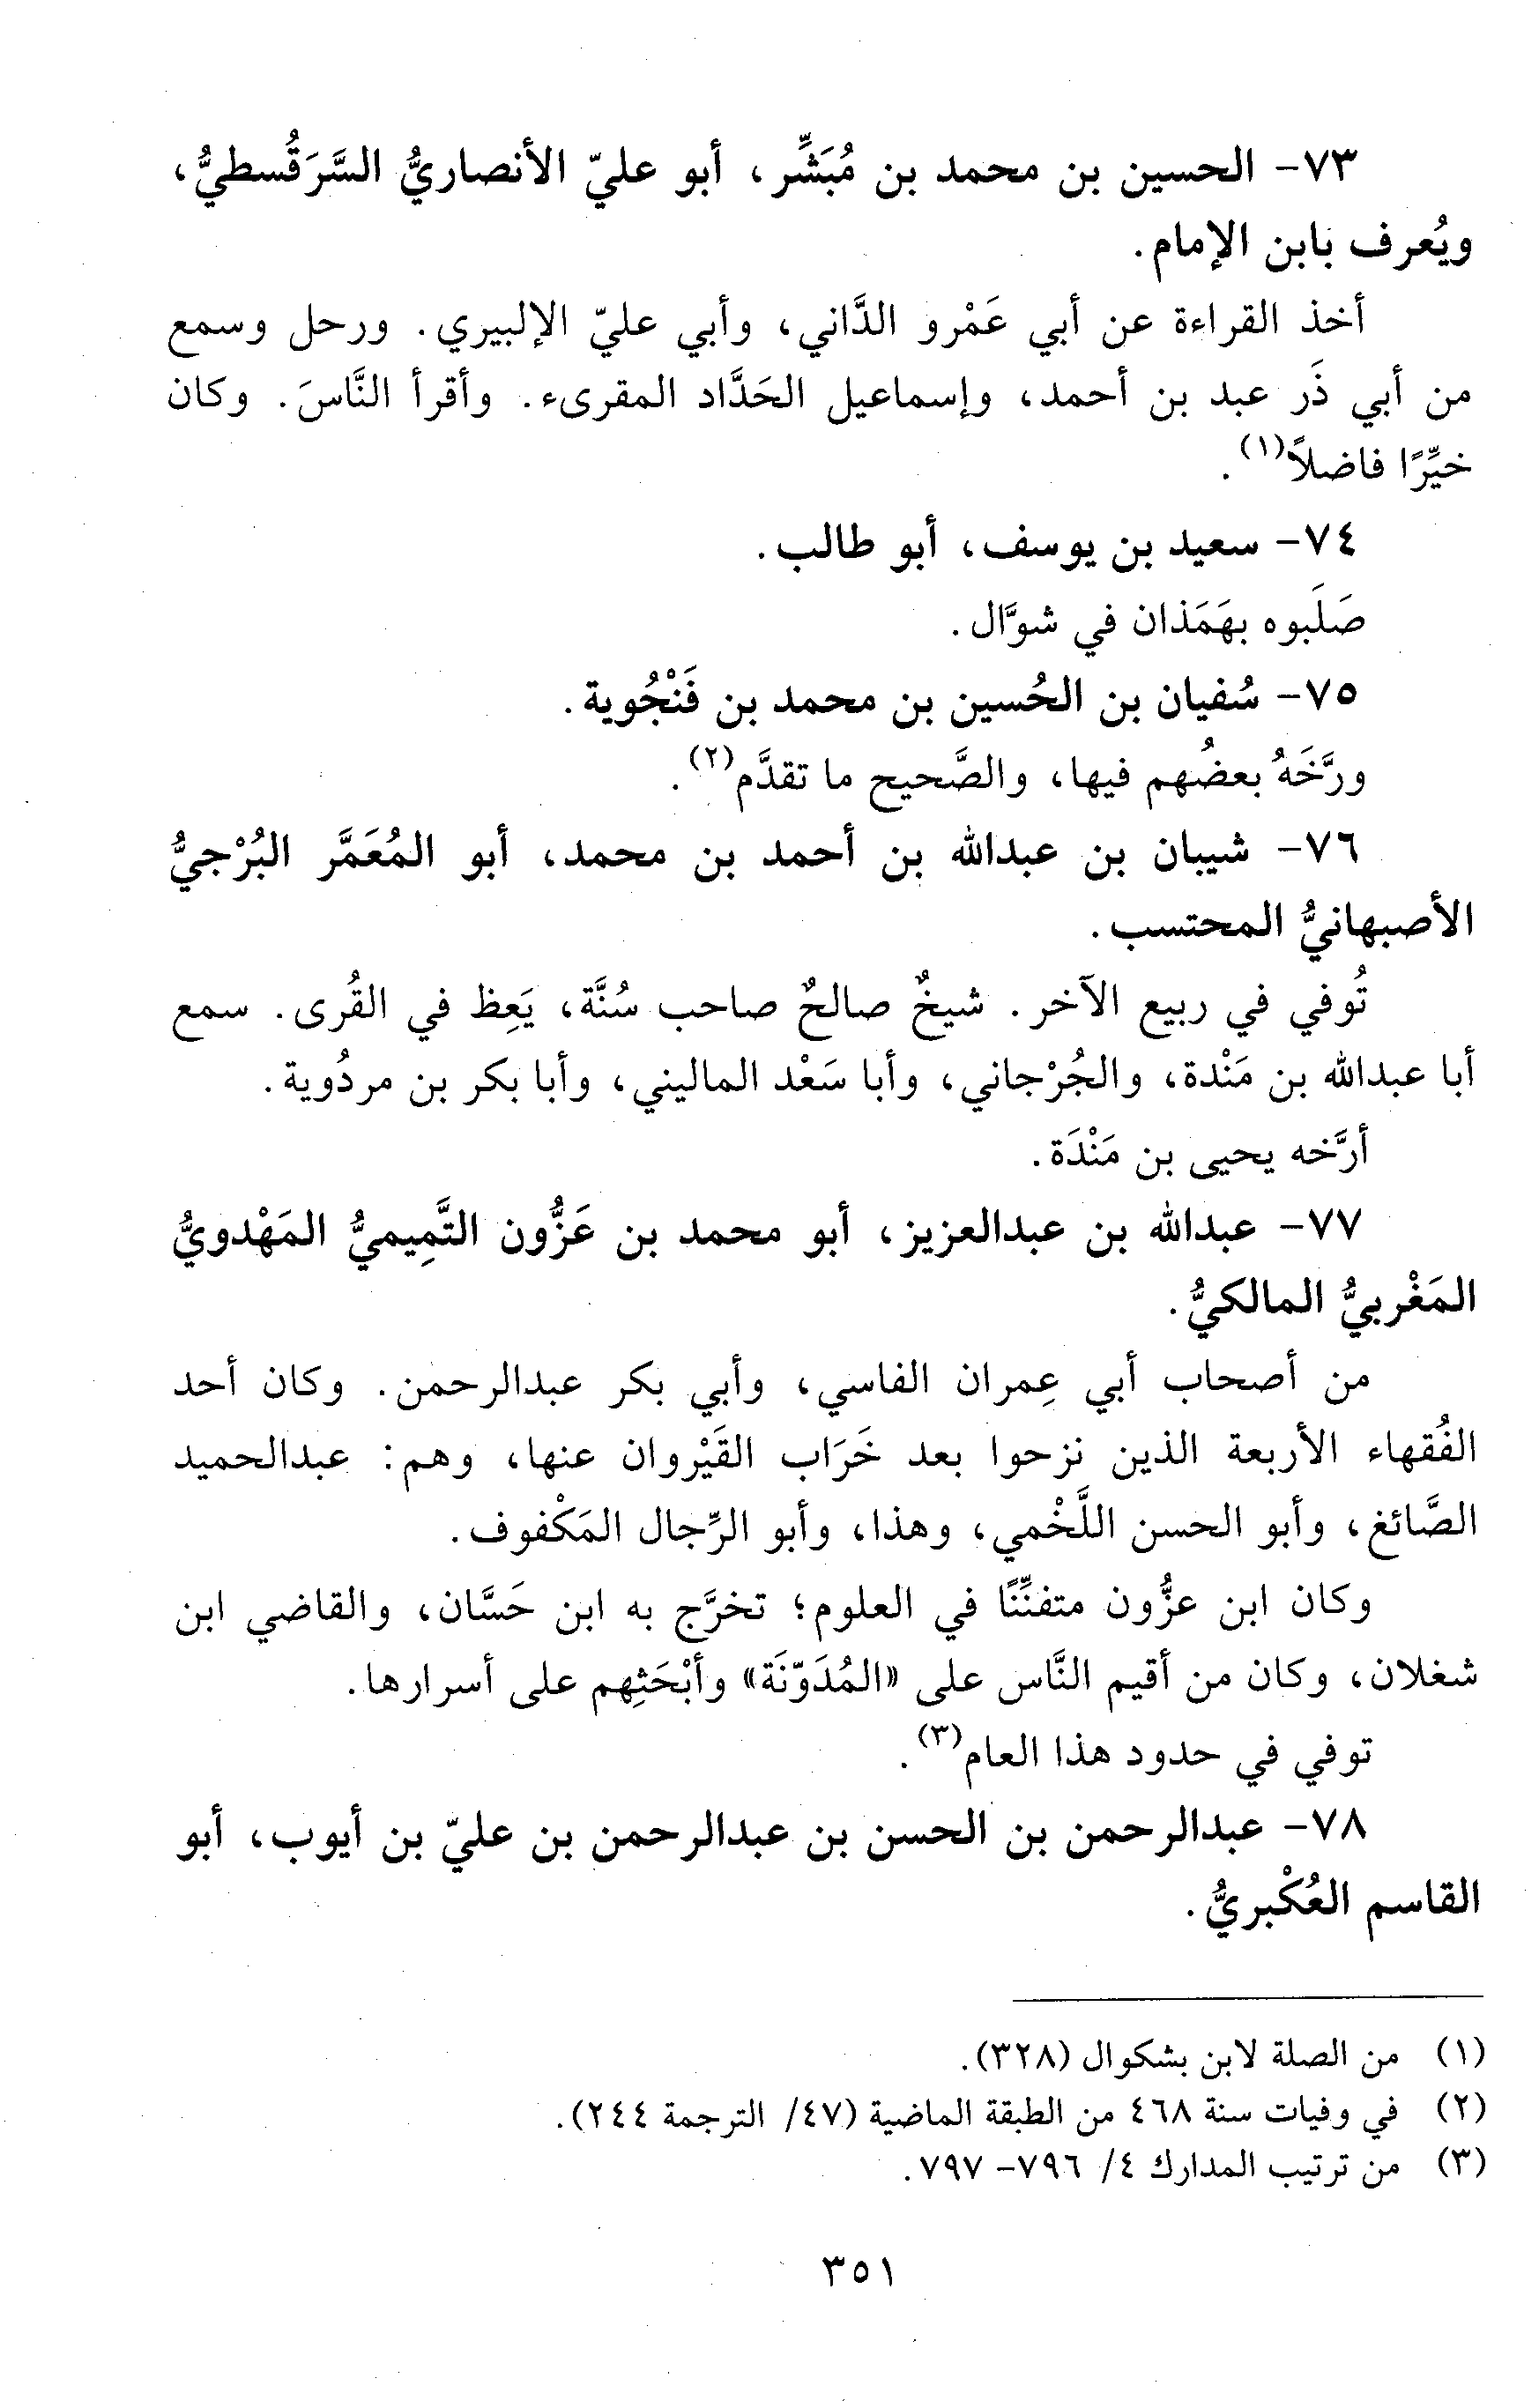 ٧٣- الحسين بن محمد بن مُبَشِّر، أبو عليّ الأنصاريُّ السَّرَقُسطيُّ،
ويُعرف بابن الإمام.
أخذ القراءة عن أبي عَمْرو الدَّاني، وأبي عليّ الإلبيري. ورحل وسمع
من أبي ذَر عبد بن أحمد، وإسماعيل الحَدَّاد المقرىء. وأقرأ النَّاسَ. وكان
خيِّرًا فاضلاً(١).
٧٤- سعيد بن يوسف، أبو طالب.
صَلَبوه بهَمَذان في شوَّال.
٧٥- سُفيان بن الحُسين بن محمد بن فَنْجُوية.
ورَّخَهُ بعضُهم فيها، والصَّحيح ما تقدَّم(٢).
٧٦- شيبان بن عبدالله بن أحمد بن محمد، أبو المُعَمَّر البُرْجيُّ
الأصبهانيُّ المحتسب.
تُوفي في ربيع الآخر. شيخٌ صالحٌ صاحب سُنَّة، يَعِظ في القُرى. سمع
أبا عبدالله بن مَنْدة، والجُرْجاني، وأبا سَعْد الماليني، وأبا بكر بن مردُوية.
أرَّخه يحيى بن مَنْدَة.
٧٧- عبدالله بن عبدالعزيز، أبو محمد بن عَزُّون التَّمِيميُّ المَهْدويُّ
المَغْربيُّ المالكيُّ.
من أصحاب أبي عِمران الفاسي، وأبي بكر عبدالرحمن. وكان أحد
الفُقهاء الأربعة الذين نزحوا بعد خَرَاب القَيْروان عنها، وهم: عبدالحميد
الصَّائغ، وأبو الحسن اللَّخْمي، وهذا، وأبو الرِّجال المَكْفوف.
وكان ابن عزُّون متفنِّنًا في العلوم؛ تخرَّج به ابن حَسَّان، والقاضي ابن
شغلان، وكان من أقيم النَّاس على «المُدَوّنَة» وأبْحَثِهم على أسرارها.
توفي في حدود هذا العام(٣).
٧٨- عبدالرحمن بن الحسن بن عبدالرحمن بن عليّ بن أيوب، أبو
القاسم العُكْبريُّ.
(١) من الصلة لابن بشكوال (٣٢٨).
(٢) في وفيات سنة ٤٦٨ من الطبقة الماضية (٤٧/ الترجمة ٢٤٤).
(٣) من ترتيب المدارك ٤/ ٧٩٦- ٧٩٧.
٣٥١